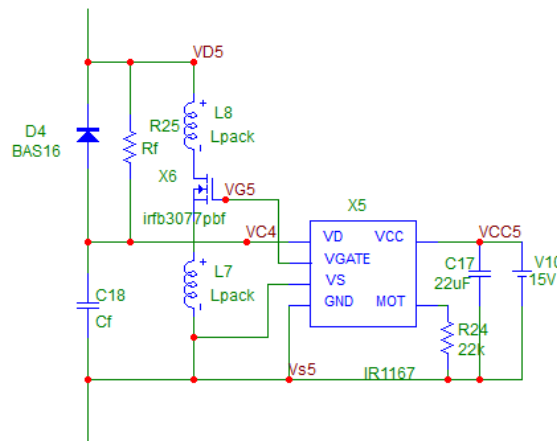 VD5
L8
D4
BAS16
R25
Rf
Lpack
X6
VG5
X5
irfb3077pbf
VC4
VD
VCC
VCC5
VGATE
C17
V10
L7
VS
22uF
15V
C18
Cf
Lpack
GND
MOT
R24
22k
Vs5
IR1167